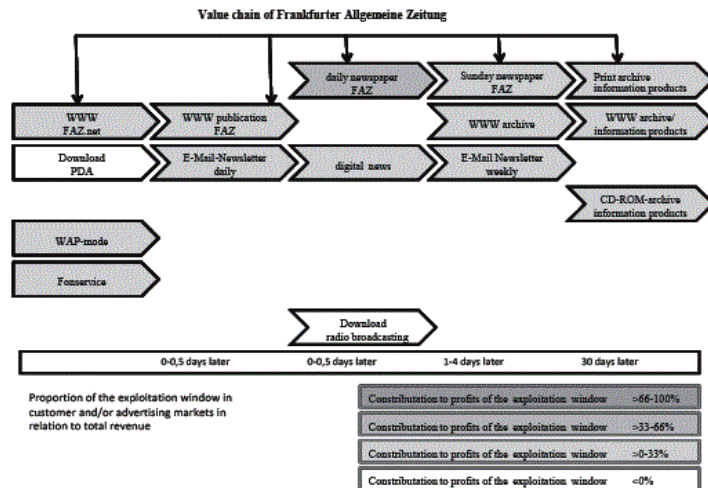 Value chain of Frankfurter Allgemeine Zeitung
daily newspaper
FAZ
Sunday newspaper
FAZ
Print archive
information products
WWW
FAZ.net
WWW publication
FAZ
WWW archive
WWW archive/
information products
Download
PDA
E-Mail-Newsletter
daily
digital news
E-Mail Newsletter
weekly
CD-ROM-archive
information products
WAP-mode
Fonservice
Download
radio broadcasting
0-0,5 days later
0-0,5 days later
1-4 days later
30 days later
Proportion of the exploitation window in
customer and/or advertising markets in
relation to total revenue
Constribution to profits of the exploitation window >66-100%
Constribution to profits of the exploitation window >33-66%
Constribution to profits of the exploitation window >0-33%
Constribution to profits of the exploitation window <0%